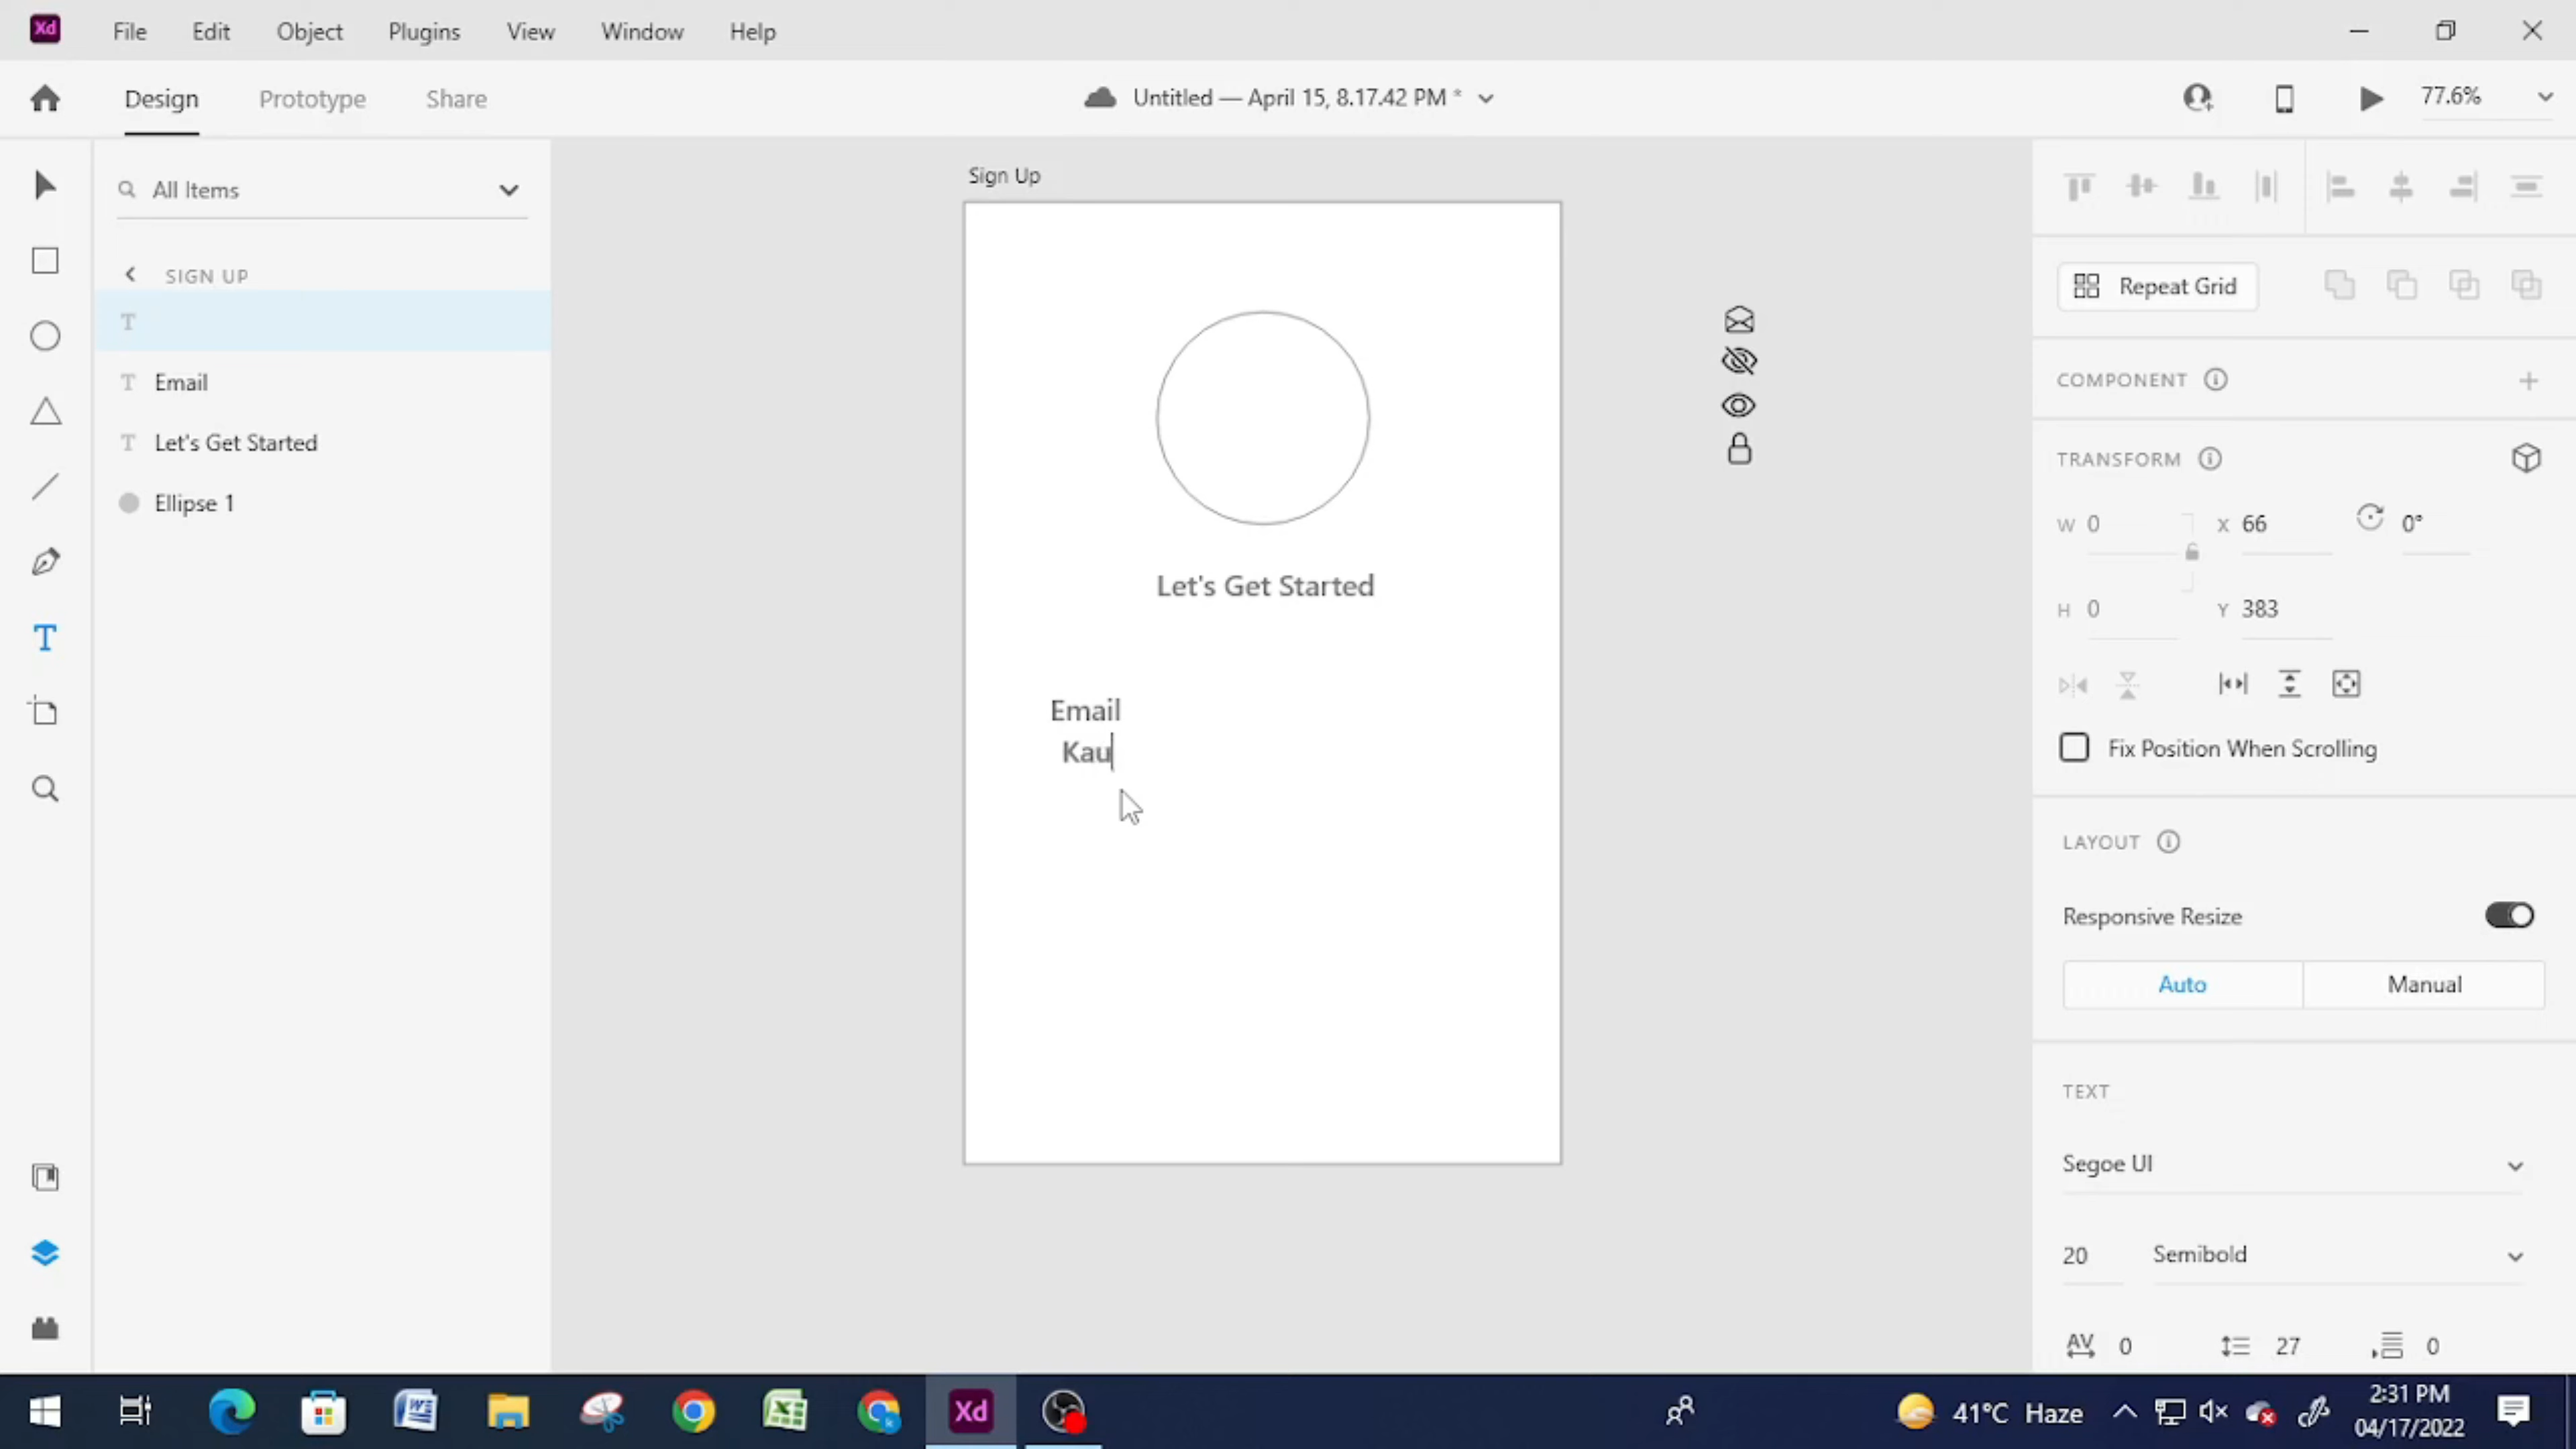 Xd File Edit Object Plugins View Window Help
Design Prototype Share
Untitled — April 15, 8.17.42 PM *
77.6%
All Items
SIGN UP
T
T Email
T Let's Get Started
Ellipse 1
Sign Up
Let's Get Started
Email
Kau
Repeat Grid
COMPONENT
TRANSFORM
W 0 X 66 0°
H 0 Y 383
Fix Position When Scrolling
LAYOUT
Responsive Resize
Auto Manual
TEXT
Segoe UI
20 Semibold
AV 0 27 0
Xd
41°C Haze
2:31 PM
04/17/2022